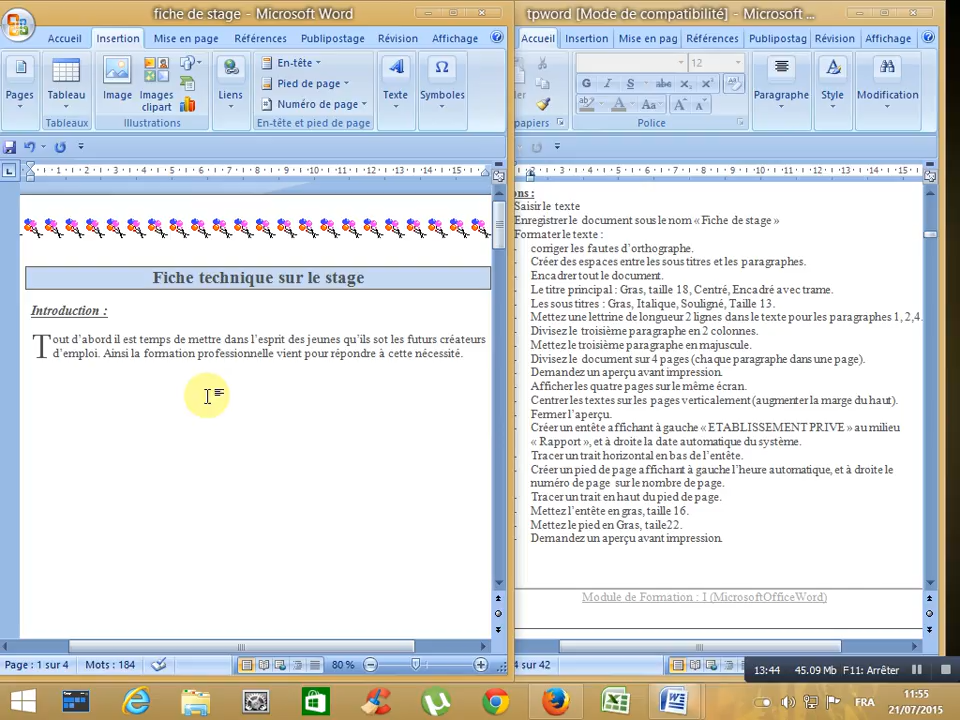 fiche de stage - Microsoft Word
Accueil Insertion Mise en page Références Publipostage Révision Affichage
Pages Tableau Image Images clipart Liens En-tête Pied de page Numéro de page Texte Symboles
Tableaux Illustrations En-tête et pied de page
Fiche technique sur le stage
Introduction :
Tout d'abord il est temps de mettre dans l'esprit des jeunes qu'ils sot les futurs créateurs
d'emploi. Ainsi la formation professionnelle vient pour répondre à cette nécessité.
Page : 1 sur 4 Mots : 184 80 %
tpword [Mode de compatibilité] - Microsoft ...
Accueil Insertion Mise en pag Références Publipostag Révision Affichage
12
G I S abc X₂ X²
Aa A A
Paragraphe Style Modification
papiers Police
ons :
Saisir le texte
Enregistrer le document sous le nom « Fiche de stage »
Formater le texte :
corriger les fautes d'orthographe.
Créer des espaces entre les sous titres et les paragraphes.
Encadrer tout le document.
Le titre principal : Gras, taille 18, Centré, Encadré avec trame.
Les sous titres : Gras, Italique, Souligné, Taille 13.
Mettez une lettrine de longueur 2 lignes dans le texte pour les paragraphes 1, 2, 4.
Divisez le troisième paragraphe en 2 colonnes.
Mettez le troisième paragraphe en majuscule.
Divisez le document sur 4 pages (chaque paragraphe dans une page).
Demandez un aperçu avant impression.
Afficher les quatre pages sur le même écran.
Centrer les textes sur les pages verticalement (augmenter la marge du haut).
Fermer l'aperçu.
Créer un entête affichant à gauche « ETABLISSEMENT PRIVE » au milieu
« Rapport », et à droite la date automatique du système.
Tracer un trait horizontal en bas de l'entête.
Créer un pied de page affichant à gauche l'heure automatique, et à droite le
numéro de page sur le nombre de page.
Tracer un trait en haut du pied de page.
Mettez l'entête en gras, taille 16.
Mettez le pied en Gras, taile22.
Demandez un aperçu avant impression.
Module de Formation : I (MicrosoftOfficeWord)
4 sur 42
13:44 45.09 Mb F11: Arrêter
FRA
11:55
21/07/2015